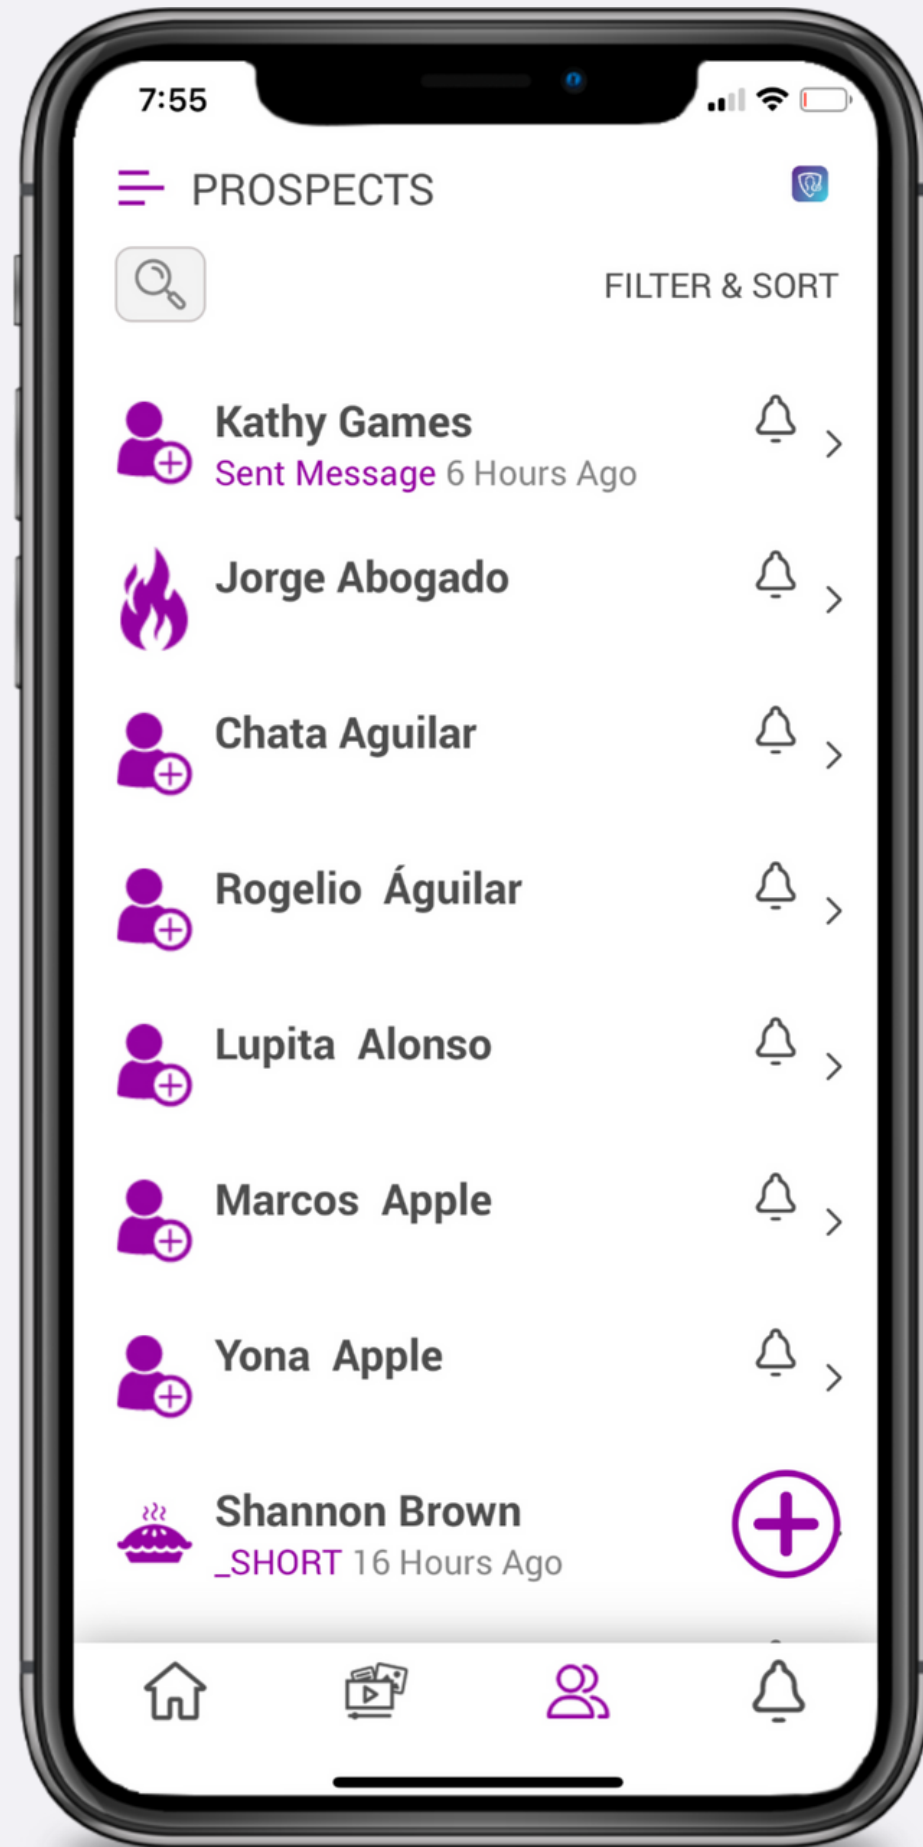 7:55
PROSPECTS
FILTER & SORT
Kathy Games
Sent Message 6 Hours Ago
Jorge Abogado
Chata Aguilar
Rogelio  Águilar
Lupita  Alonso
Marcos  Apple
Yona  Apple
Shannon Brown
_SHORT 16 Hours Ago